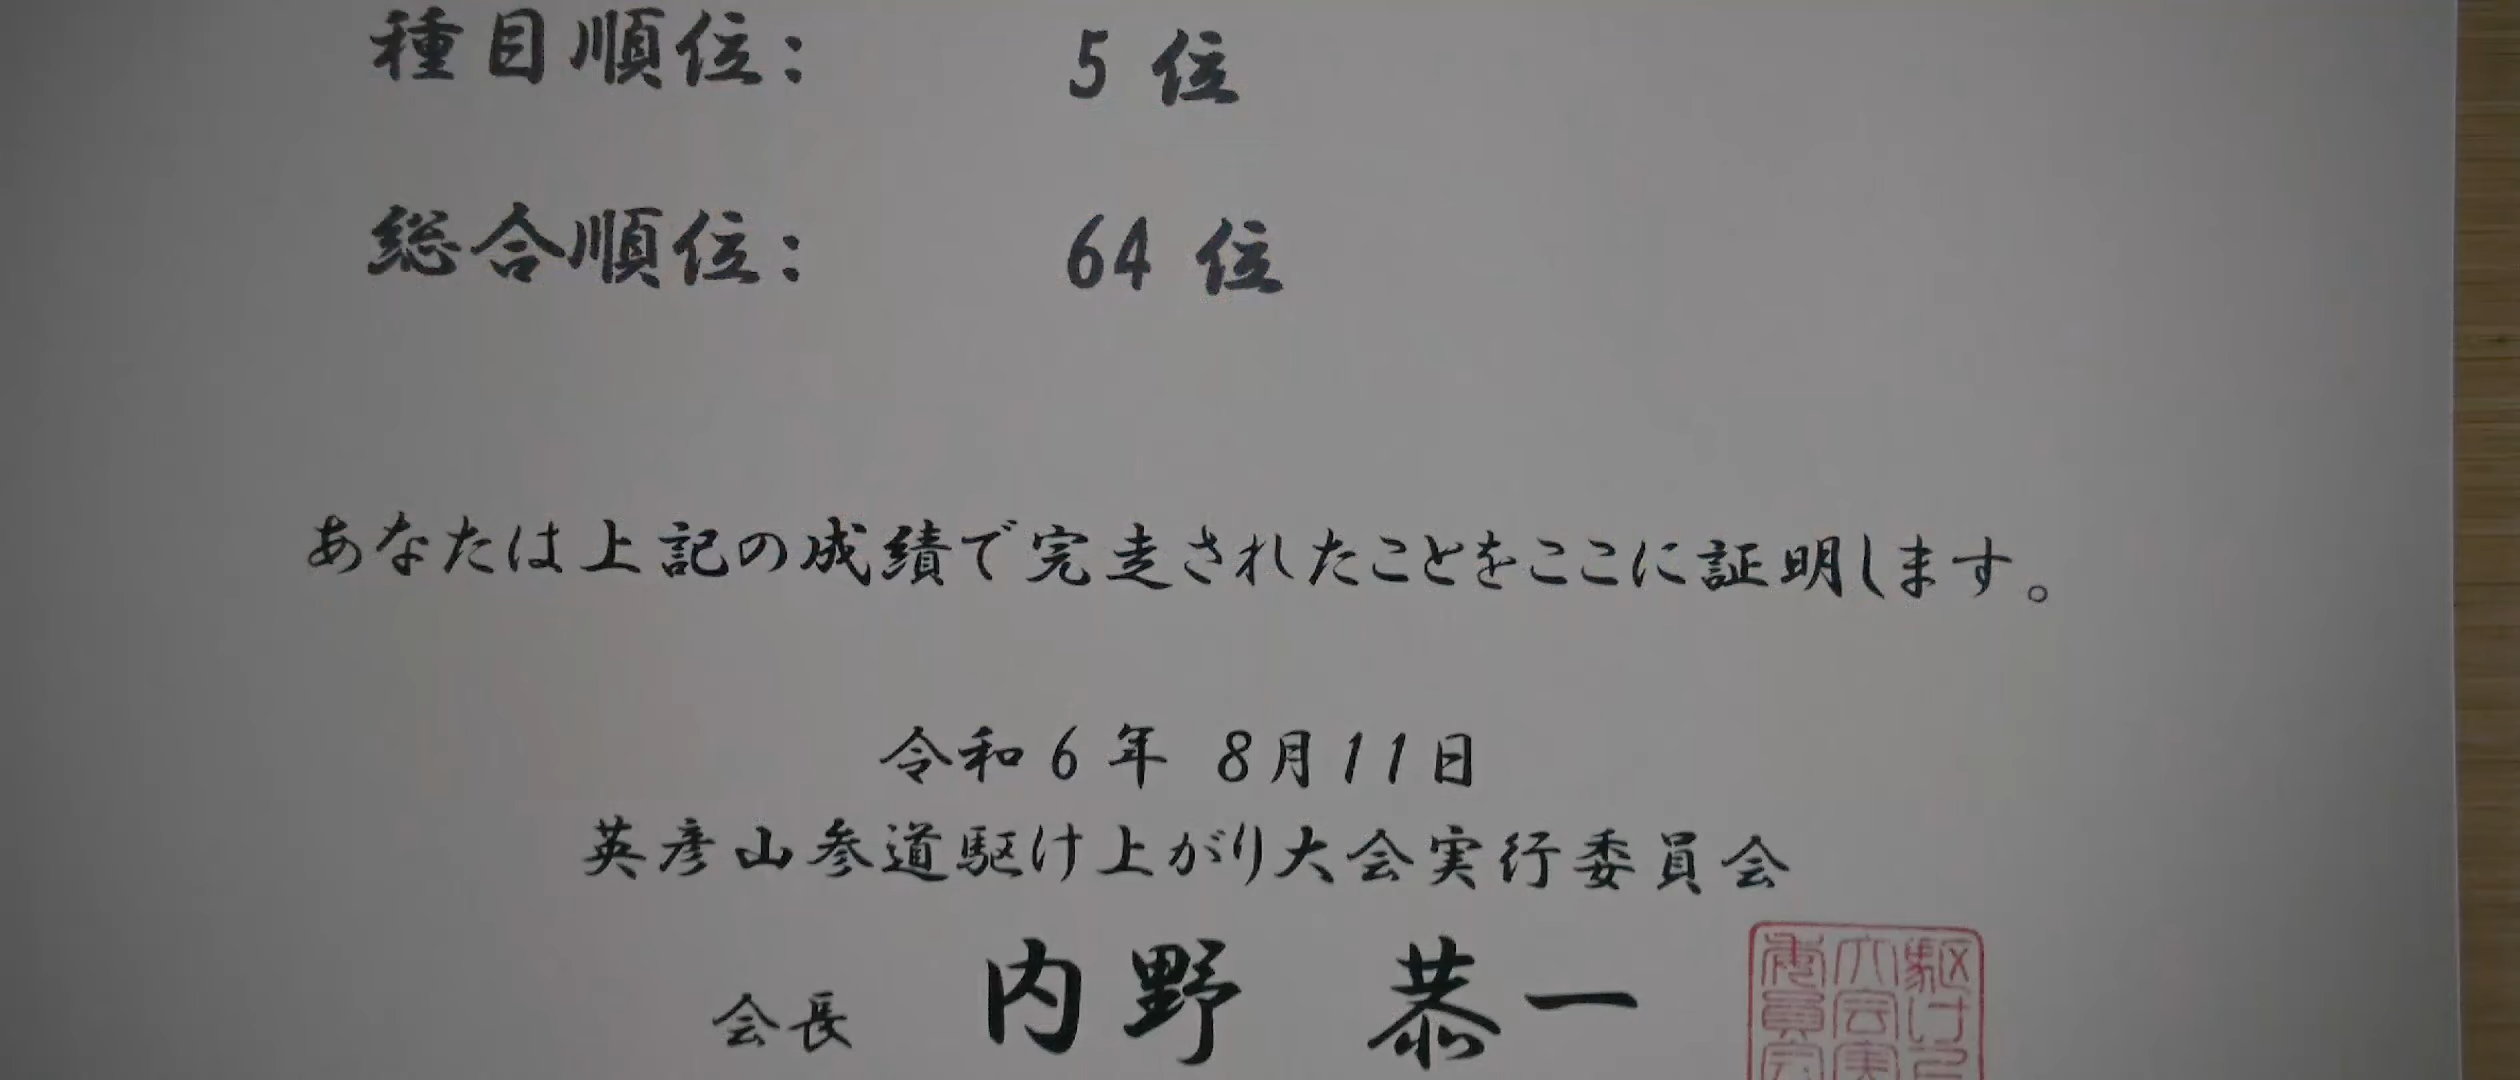 種目順位： 5 位
総合順位： 64 位
あなたは上記の成績で完走されたことをここに証明します。
令和 6 年 8月11日
英彦山参道駆け上がり大会実行委員会
会長 内野 恭一